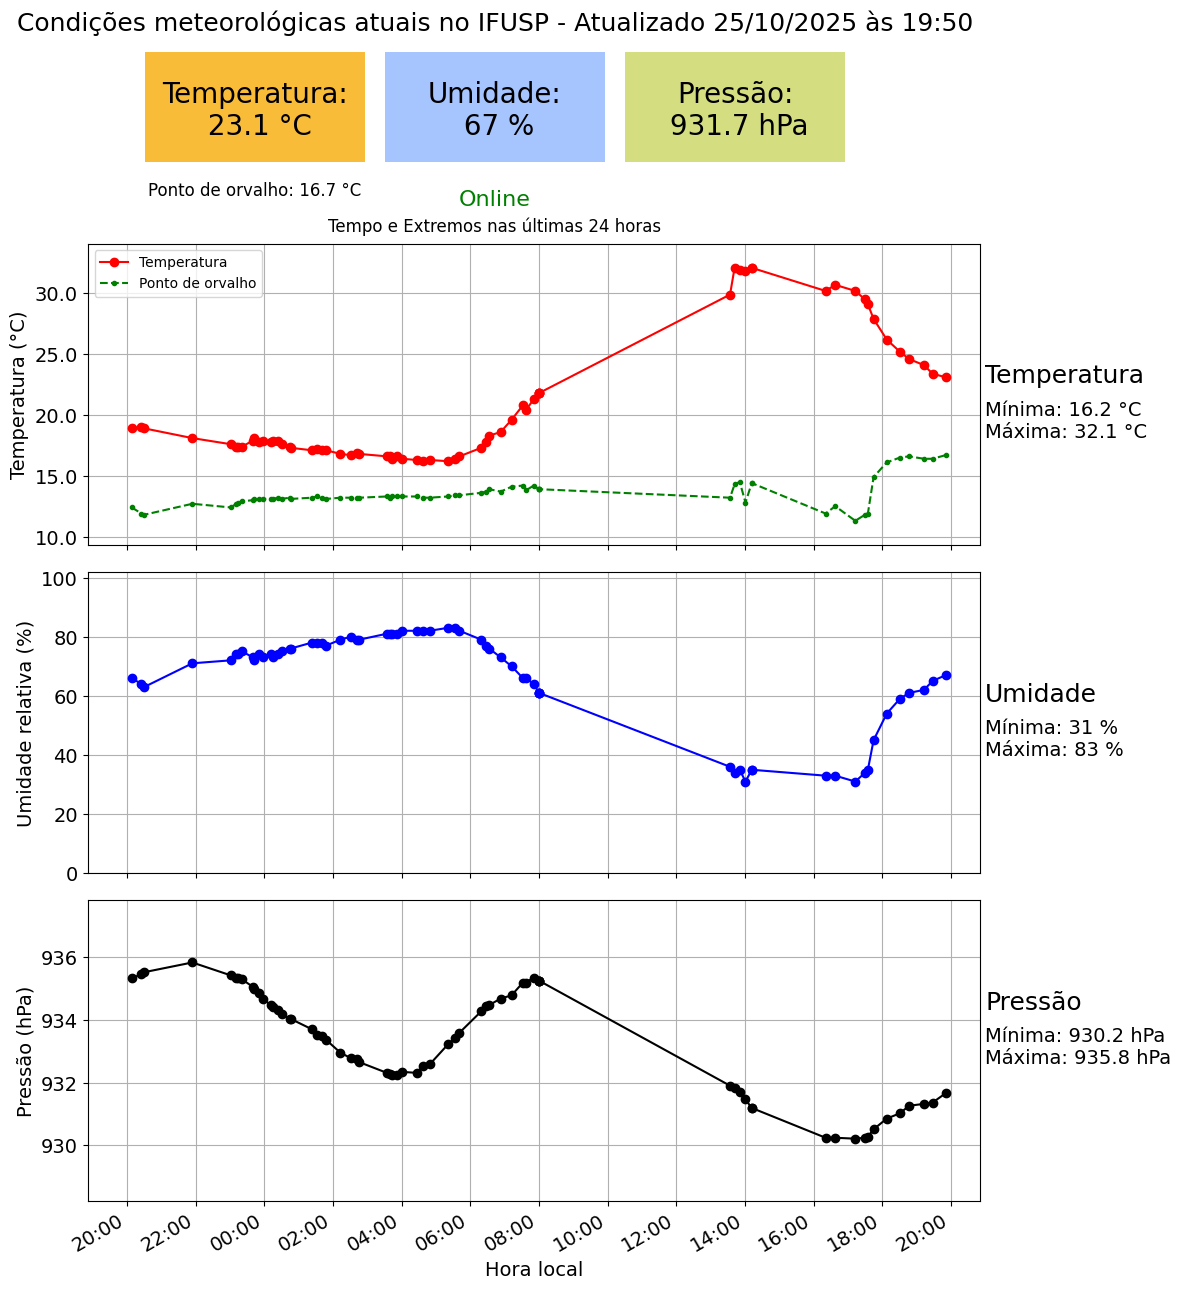 Condições meteorológicas atuais no IFUSP - Atualizado 25/10/2025 às 19:50
Temperatura:
23.1 °C
Umidade:
67 %
Pressão:
931.7 hPa
Ponto de orvalho: 16.7 °C
Online
Tempo e Extremos nas últimas 24 horas
Temperatura
Ponto de orvalho
Temperatura (°C)
30.0
25.0
20.0
15.0
10.0
Temperatura
Mínima: 16.2 °C
Máxima: 32.1 °C
Umidade relativa (%)
100
80
60
40
20
0
Umidade
Mínima: 31 %
Máxima: 83 %
Pressão (hPa)
936
934
932
930
Pressão
Mínima: 930.2 hPa
Máxima: 935.8 hPa
20:00
22:00
00:00
02:00
04:00
06:00
08:00
10:00
12:00
14:00
16:00
18:00
20:00
Hora local